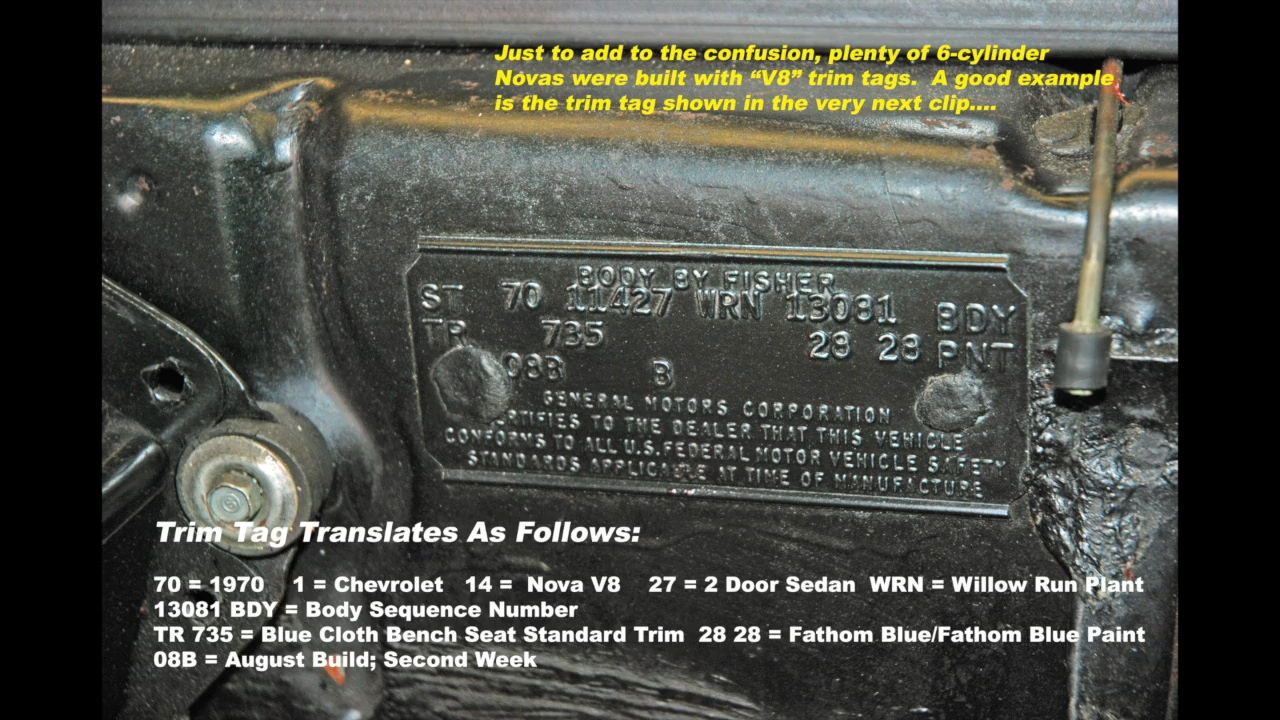 Just to add to the confusion, plenty of 6-cylinder
Novas were built with “V8” trim tags.  A good example
is the trim tag shown in the very next clip....
BODY BY FISHER
ST 70 11427 WRN 13081 BDY
TR 735 28 28 PNT
08B B
GENERAL MOTORS CORPORATION
ERTIFIES TO THE DEALER THAT THIS VEHICLE
CONFORMS TO ALL U.S. FEDERAL MOTOR VEHICLE SAFETY
STANDARDS APPLICABLE AT TIME OF MANUFACTURE
Trim Tag Translates As Follows:
70 = 1970 1 = Chevrolet 14 = Nova V8 27 = 2 Door Sedan WRN = Willow Run Plant
13081 BDY = Body Sequence Number
TR 735 = Blue Cloth Bench Seat Standard Trim 28 28 = Fathom Blue/Fathom Blue Paint
08B = August Build; Second Week